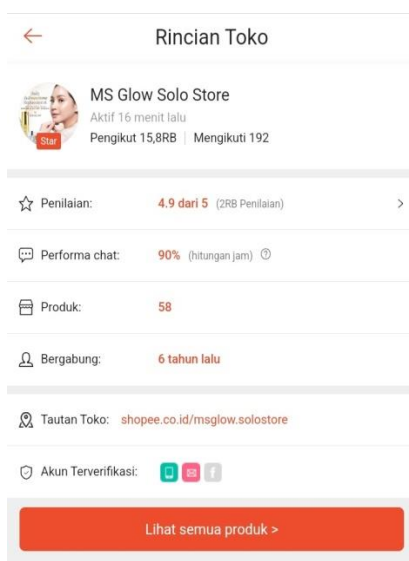 Rincian Toko
MS Glow Solo Store
Aktif 16 menit lalu
Pengikut 15,8RB | Mengikuti 192
Star
Penilaian: 4.9 dari 5 (2RB Penilaian)
Performa chat: 90% (hitungan jam)
Produk: 58
Bergabung: 6 tahun lalu
Tautan Toko: shopee.co.id/msglow.solostore
Akun Terverifikasi:
Lihat semua produk >